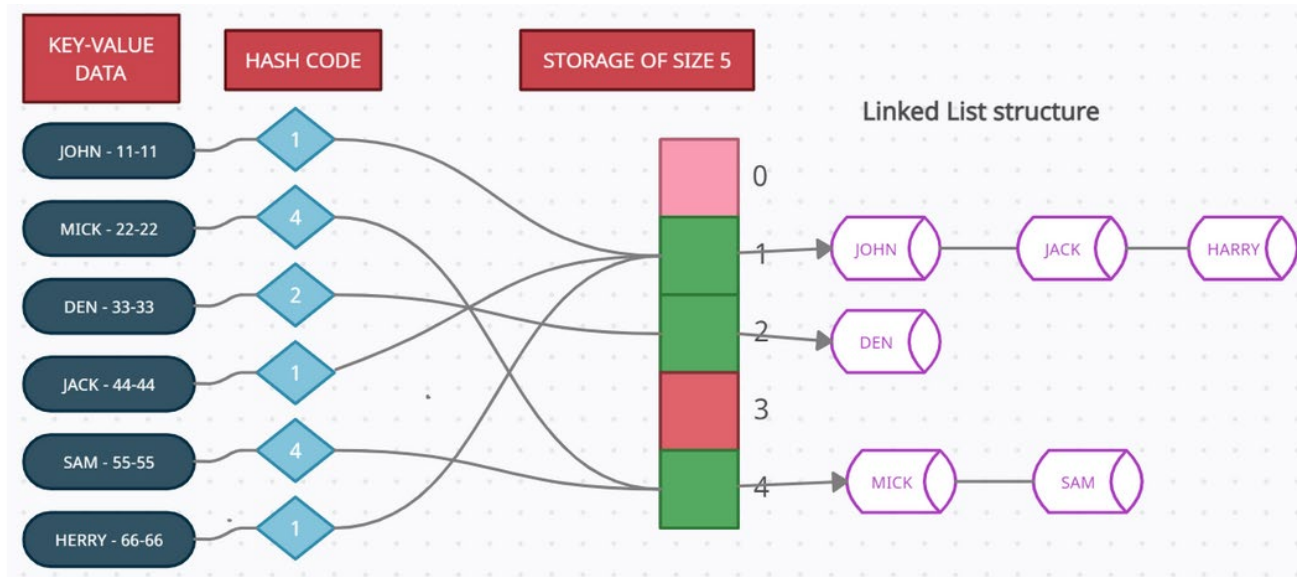 KEY-VALUE
DATA
HASH CODE
STORAGE OF SIZE 5
Linked List structure
JOHN - 11-11
1
MICK - 22-22
4
DEN - 33-33
2
JACK - 44-44
1
SAM - 55-55
4
HERRY - 66-66
1
0
1
JOHN
JACK
HARRY
2
DEN
3
4
MICK
SAM